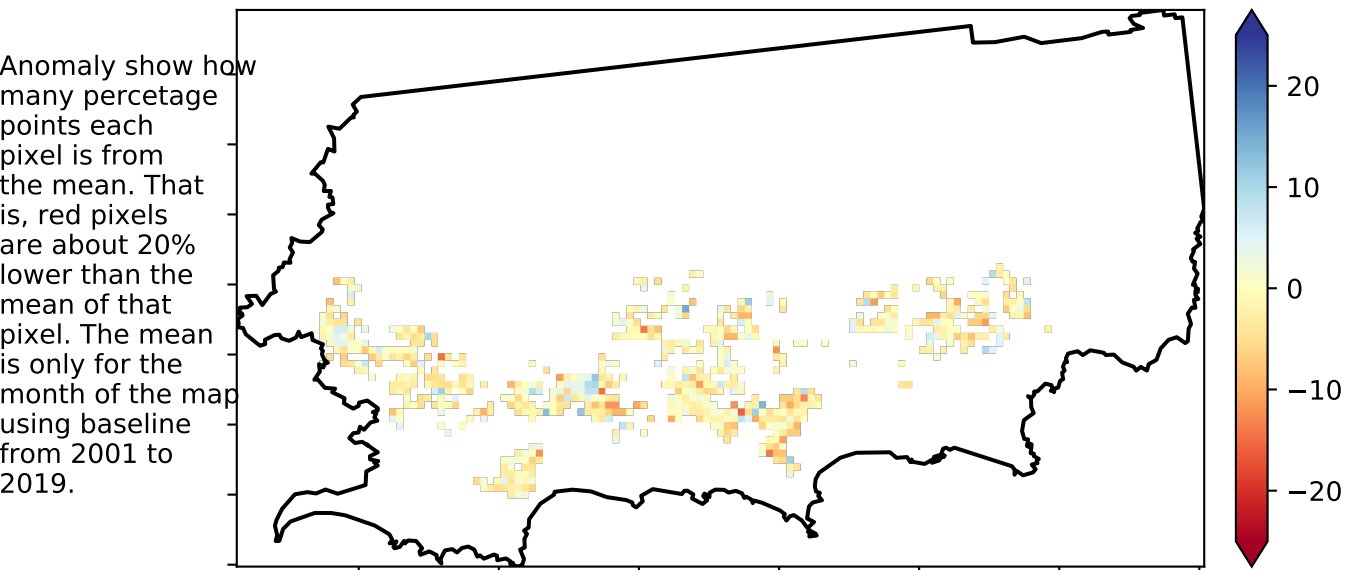 Anomaly show how
many percetage
points each
pixel is from
the mean. That
is, red pixels
are about 20%
lower than the
mean of that
pixel. The mean
is only for the
month of the map
using baseline
from 2001 to
2019.
20
10
0
−10
−20